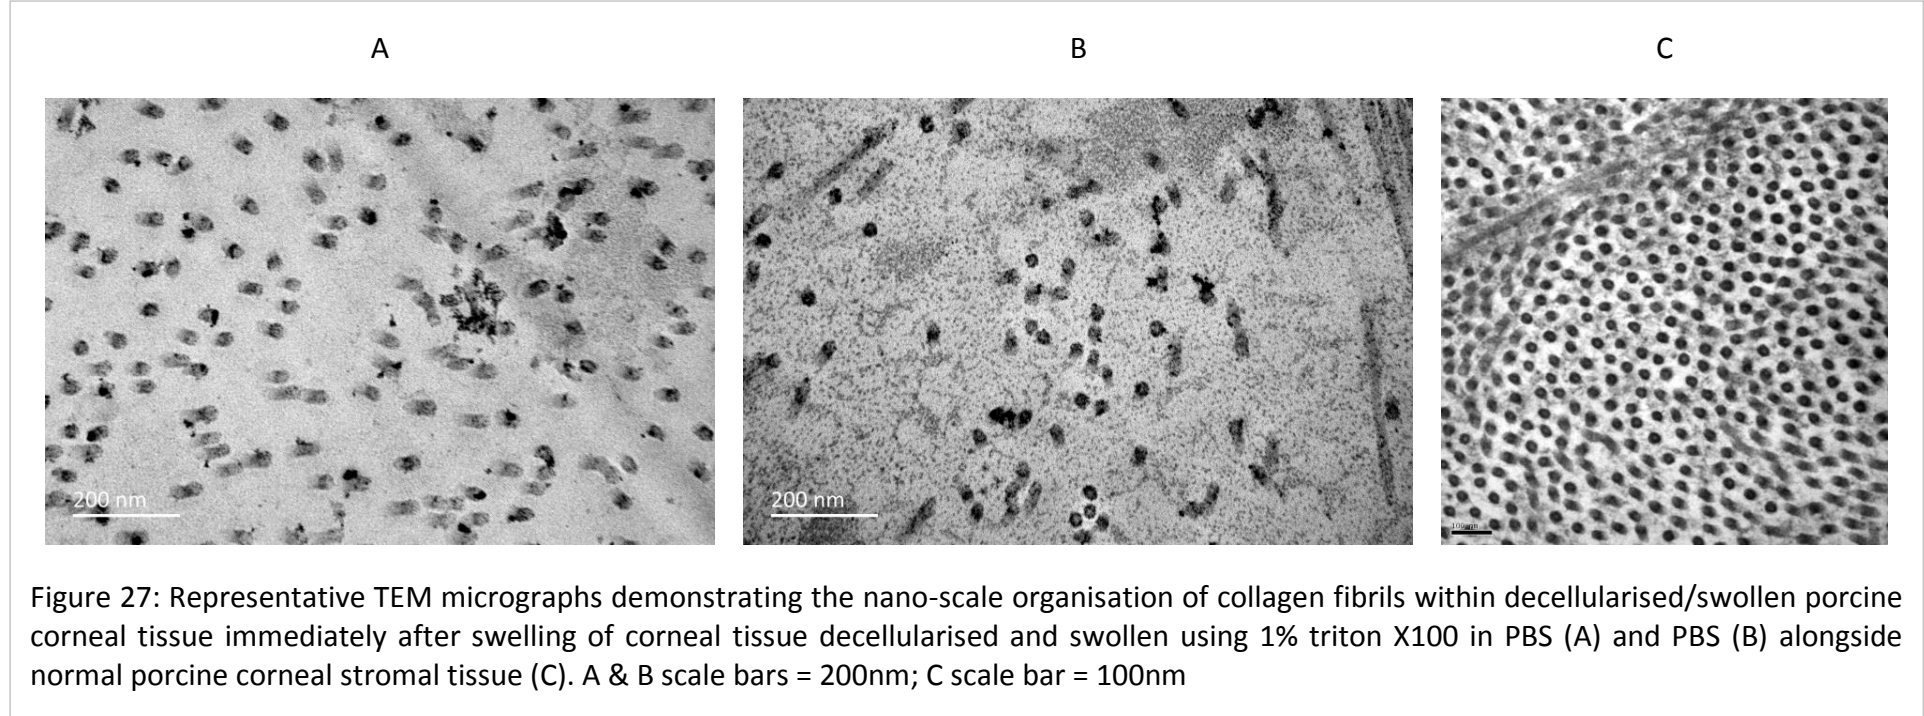 A
B
C
200 nm
200 nm
100 nm
Figure 27: Representative TEM micrographs demonstrating the nano-scale organisation of collagen fibrils within decellularised/swollen porcine
corneal tissue immediately after swelling of corneal tissue decellularised and swollen using 1% triton X100 in PBS (A) and PBS (B) alongside
normal porcine corneal stromal tissue (C). A & B scale bars = 200nm; C scale bar = 100nm